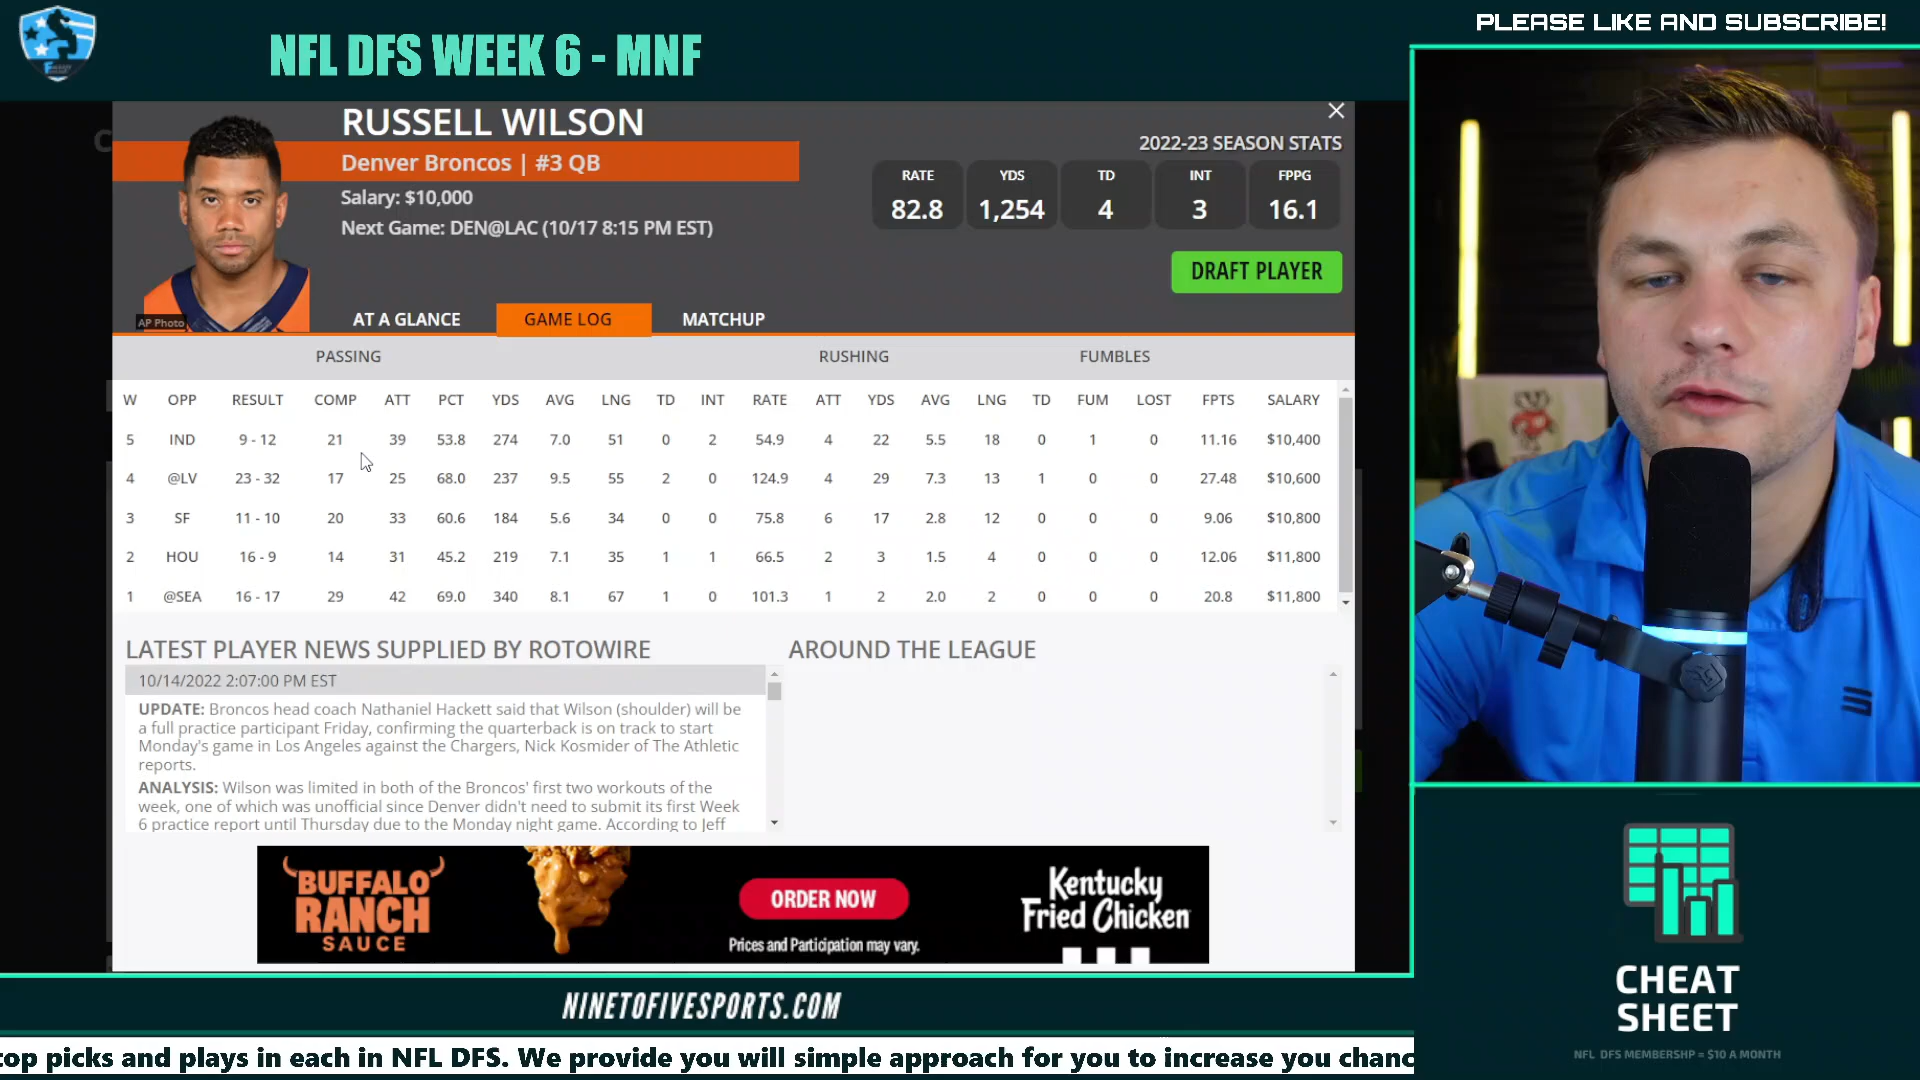 PLEASE LIKE AND SUBSCRIBE!
NFL DFS WEEK 6 - MNF
RUSSELL WILSON
Denver Broncos | #3 QB
Salary: $10,000
Next Game: DEN@LAC (10/17 8:15 PM EST)
2022-23 SEASON STATS
RATE YDS TD INT FPPG
82.8 1,254 4 3 16.1
DRAFT PLAYER
AP Photo
AT A GLANCE GAME LOG MATCHUP
PASSING RUSHING FUMBLES
W OPP RESULT COMP ATT PCT YDS AVG LNG TD INT RATE ATT YDS AVG LNG TD FUM LOST FPTS SALARY
5 IND 9 - 12 21 39 53.8 274 7.0 51 0 2 54.9 4 22 5.5 18 0 1 0 11.16 $10,400
4 @LV 23 - 32 17 25 68.0 237 9.5 55 2 0 124.9 4 29 7.3 13 1 0 0 27.48 $10,600
3 SF 11 - 10 20 33 60.6 184 5.6 34 0 0 75.8 6 17 2.8 12 0 0 0 9.06 $10,800
2 HOU 16 - 9 14 31 45.2 219 7.1 35 1 1 66.5 2 3 1.5 4 0 0 0 12.06 $11,800
1 @SEA 16 - 17 29 42 69.0 340 8.1 67 1 0 101.3 1 2 2.0 2 0 0 0 20.8 $11,800
LATEST PLAYER NEWS SUPPLIED BY ROTOWIRE
AROUND THE LEAGUE
10/14/2022 2:07:00 PM EST
UPDATE: Broncos head coach Nathaniel Hackett said that Wilson (shoulder) will be
a full practice participant Friday, confirming the quarterback is on track to start
Monday's game in Los Angeles against the Chargers, Nick Kosmider of The Athletic
reports.
ANALYSIS: Wilson was limited in both of the Broncos' first two workouts of the
week, one of which was unofficial since Denver didn't need to submit its first Week
6 practice report until Thursday due to the Monday night game. According to Jeff
BUFFALO
RANCH
SAUCE
ORDER NOW
Prices and Participation may vary.
Kentucky
Fried Chicken
CHEAT
SHEET
NFL DFS MEMBERSHP = $10 A MONTH
NINETOFIVESPORTS.COM
top picks and plays in each in NFL DFS. We provide you will simple approach for you to increase you chanc